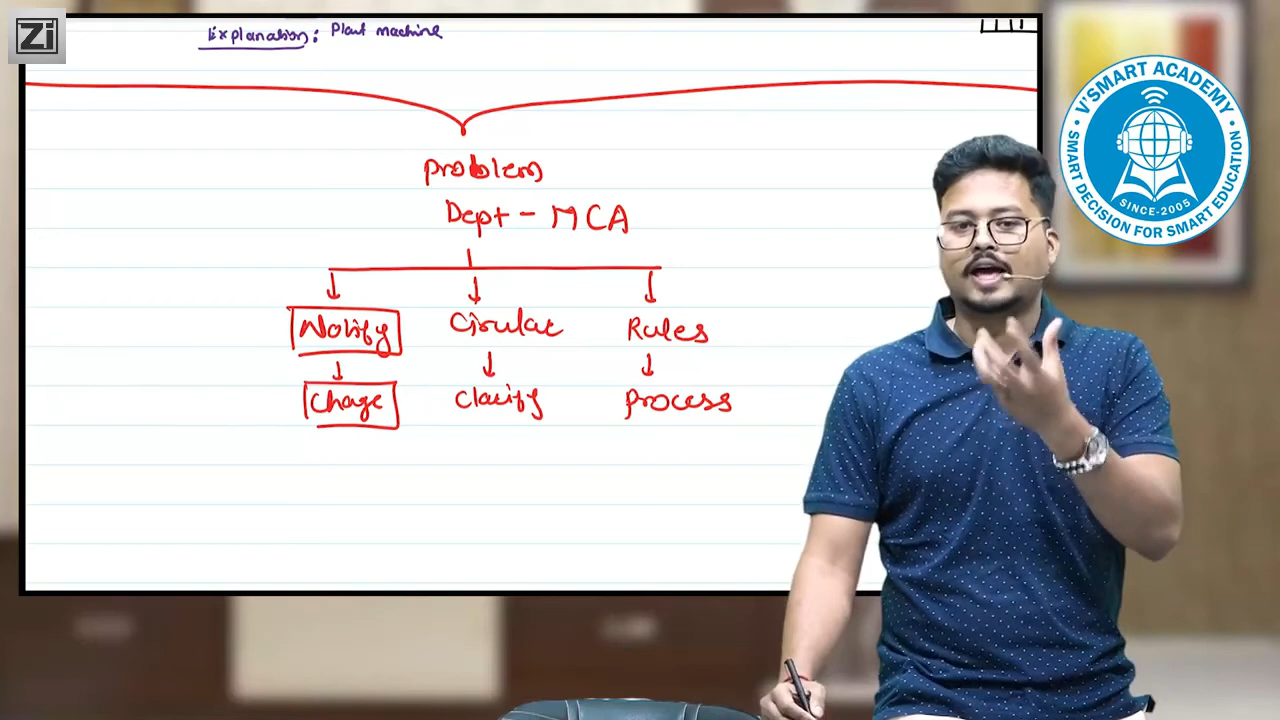 Zi
Explanation: Plant machine
Problem
Dept - MCA
Notify Circular Rules
Chage Clarify Process
V'SMART ACADEMY
SINCE-2005
SMART DECISION FOR SMART EDUCATION